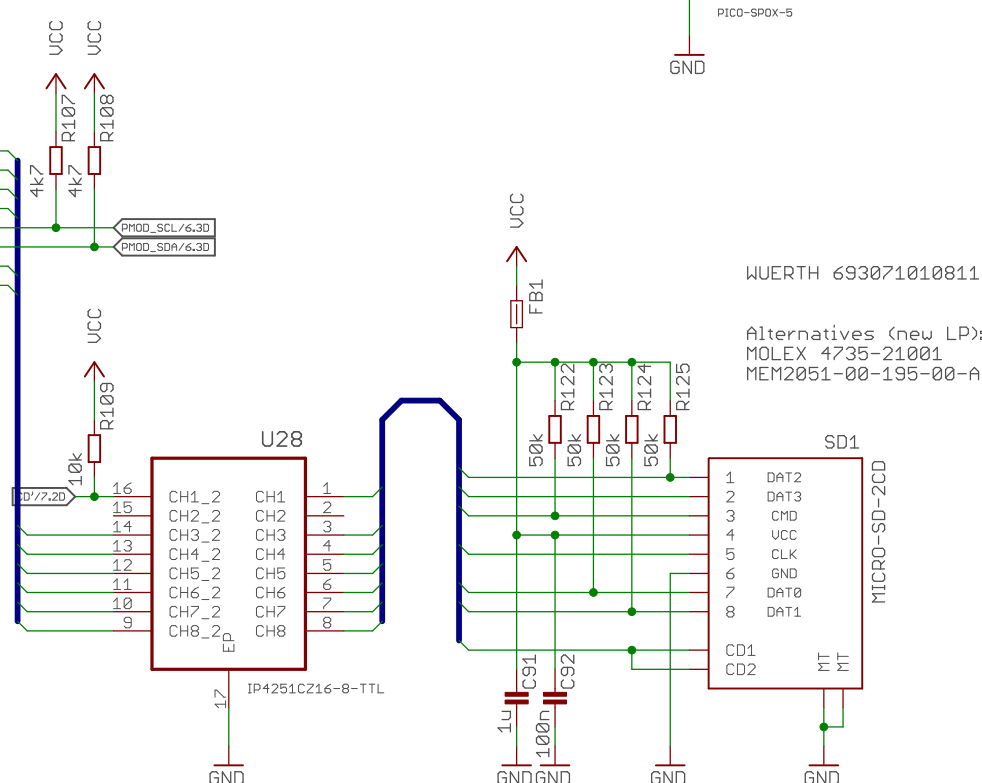 PICO-SPOX-5
GND
VCC
VCC
R107
R108
4k7
4k7
PMOD_SCL/6.3D
PMOD_SDA/6.3D
VCC
FB1
WUERTH 693071010811
Alternatives (new LP):
MOLEX 4735-21001
MEM2051-00-195-00-A
VCC
R109
10k
CD'/7.2D
R122
R123
R124
R125
50k
50k
50k
50k
U28
16 CH1_2 CH1 1
15 CH2_2 CH2 2
14 CH3_2 CH3 3
13 CH4_2 CH4 4
12 CH5_2 CH5 5
11 CH6_2 CH6 6
10 CH7_2 CH7 7
9 CH8_2 CH8 8
EP
17
IP4251CZ16-8-TTL
GND
SD1
1 DAT2
2 DAT3
3 CMD
4 VCC
5 CLK
6 GND
7 DAT0
8 DAT1
CD1
CD2
MT
MT
MICRO-SD-2CD
C91
C92
1u
100n
GND
GND
GND
GND